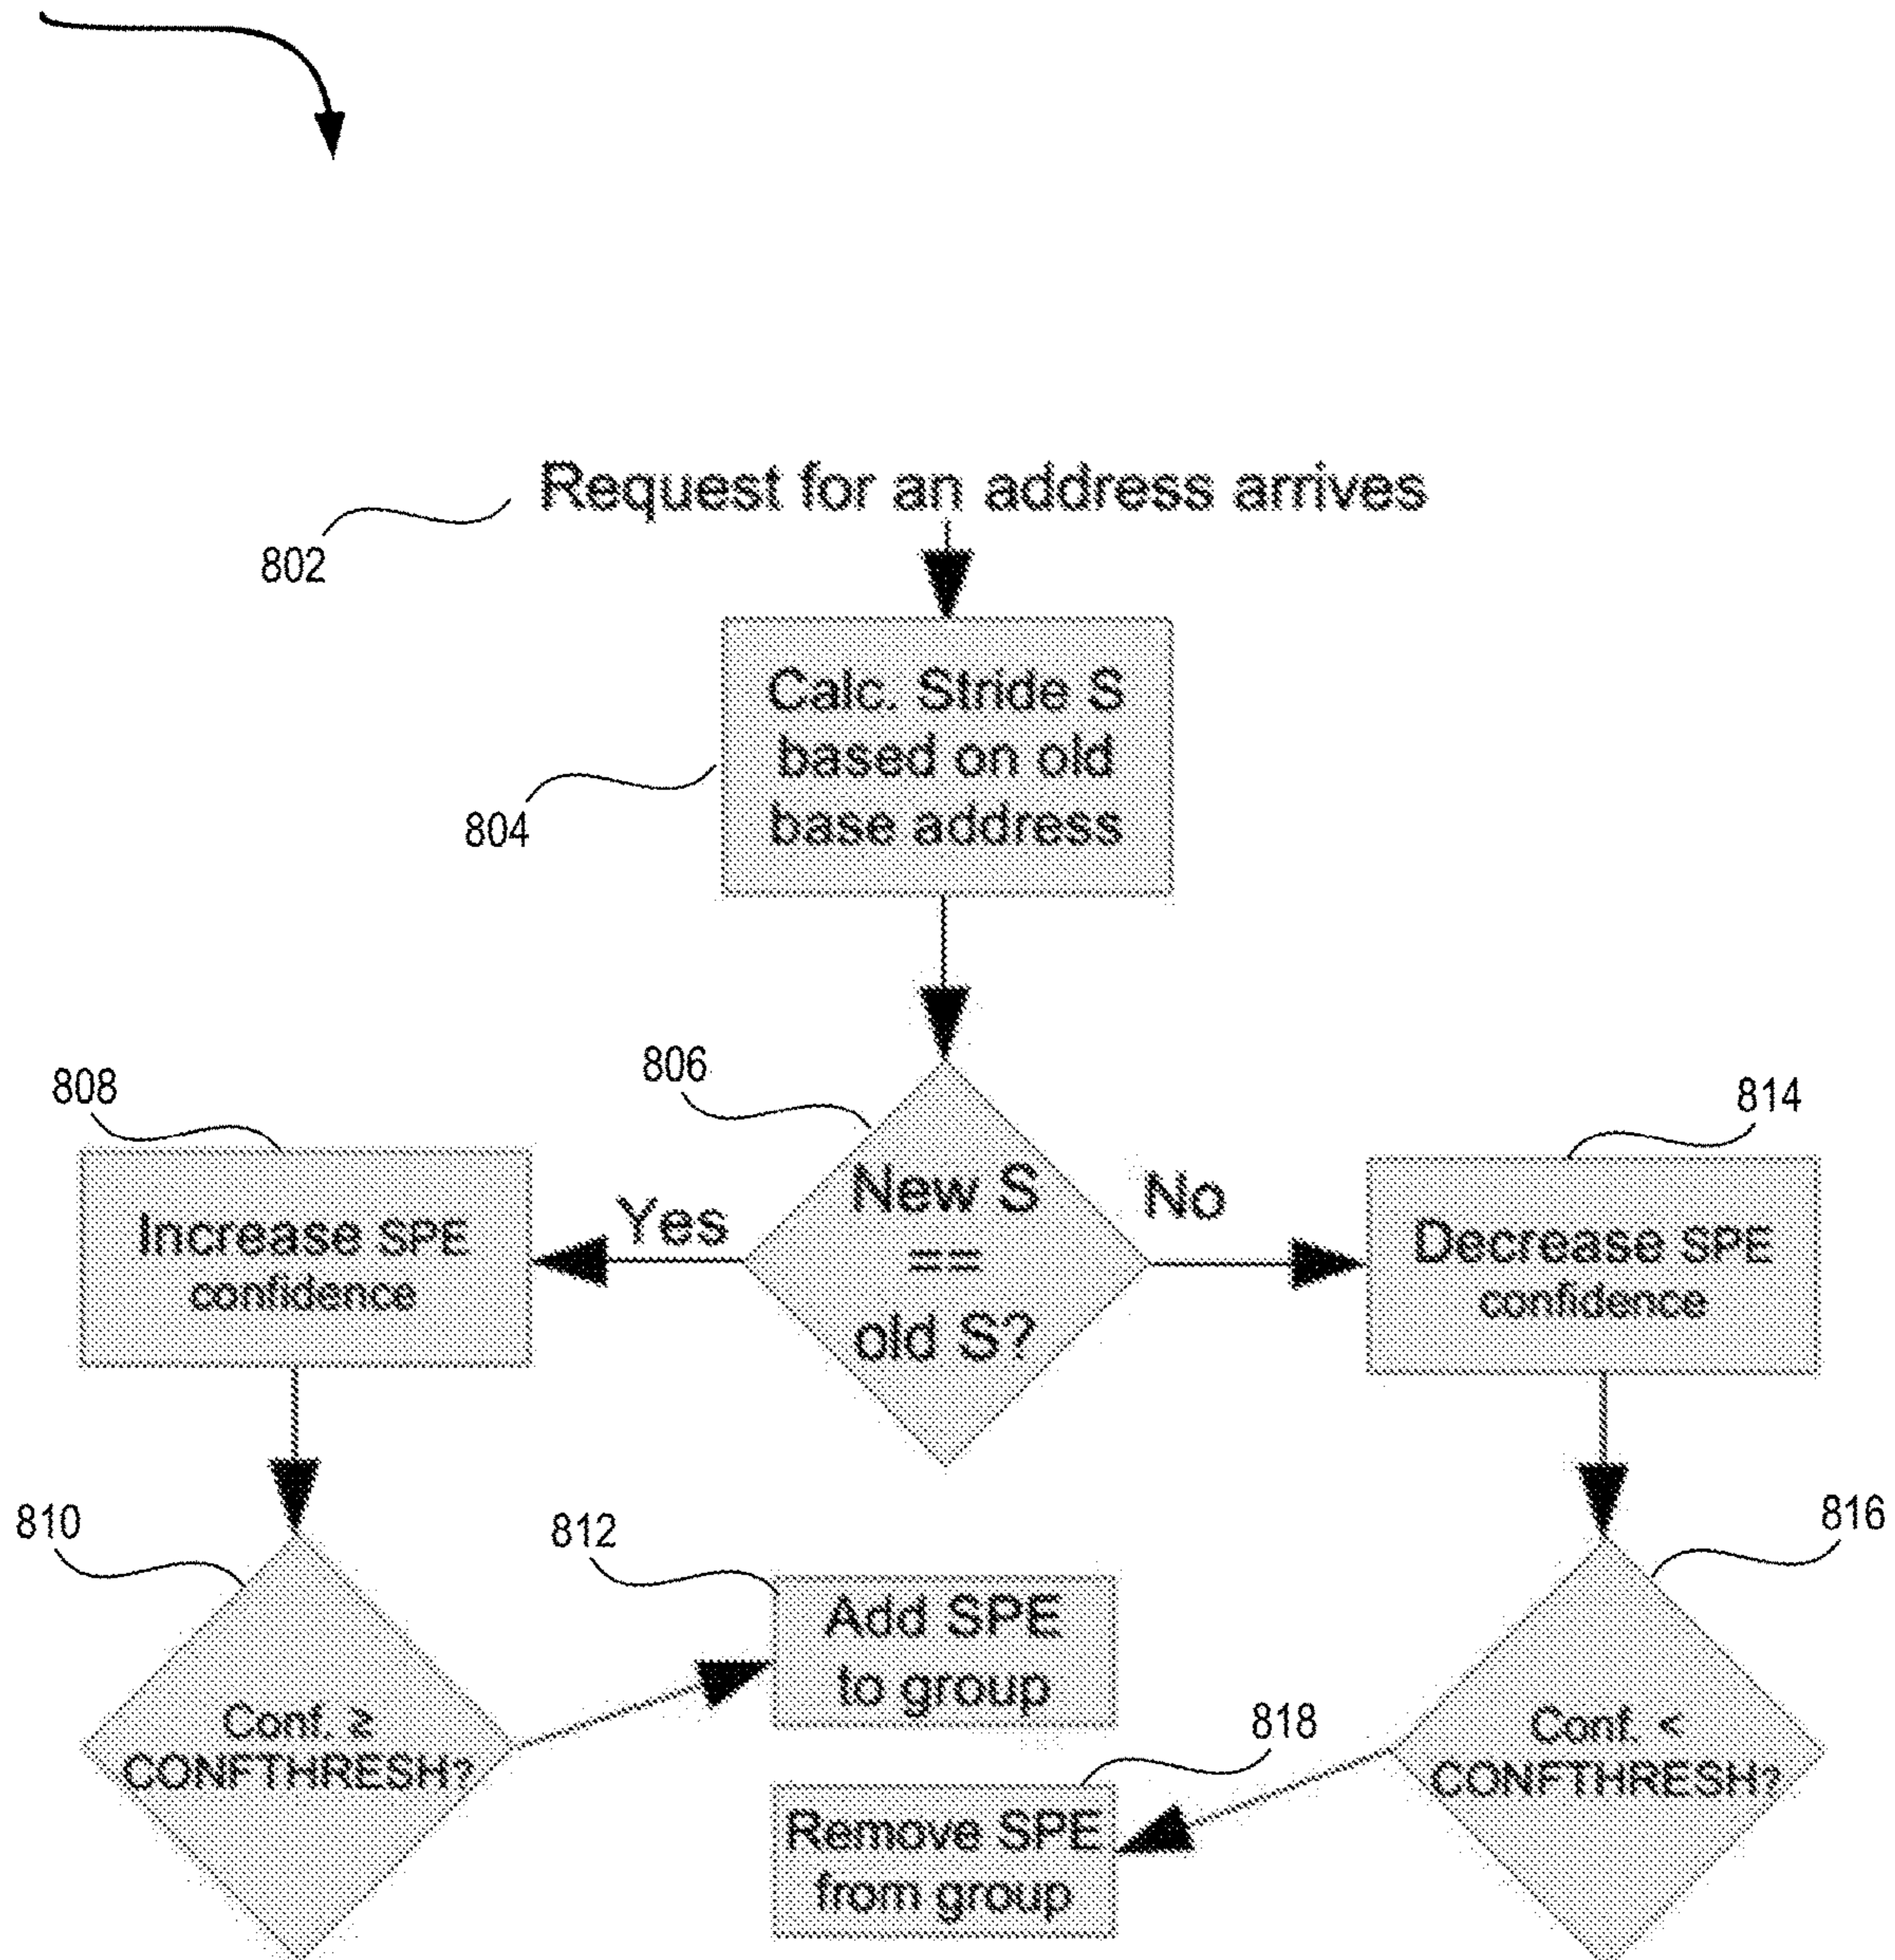 Request for an address arrives
802
Calc. Stride S
based on old
base address
804
806
808
814
New S
==
old S?
Yes
No
Increase SPE
confidence
Decrease SPE
confidence
810
812
816
Add SPE
to group
Conf. ≥
CONFTHRESH?
818
Conf. <
CONFTHRESH?
Remove SPE
from group